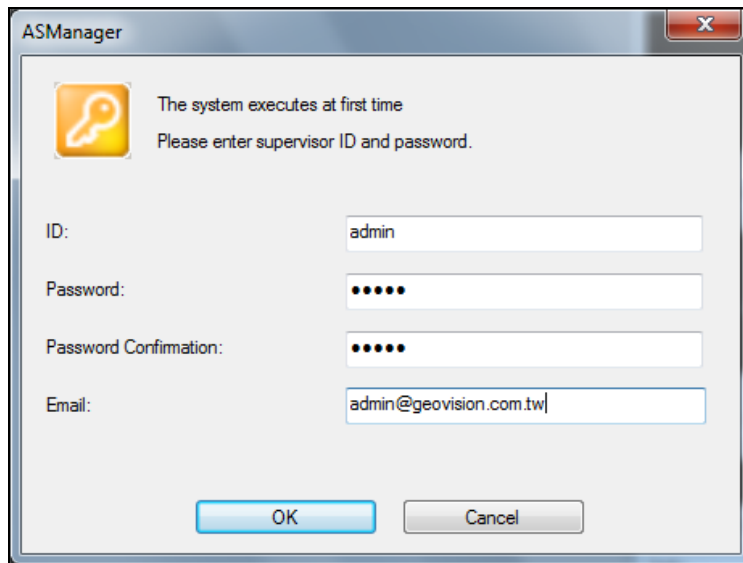 ASManager
The system executes at first time
Please enter supervisor ID and password.
ID:
admin
Password:
•••••
Password Confirmation:
•••••
Email:
admin@geovision.com.tw
OK
Cancel